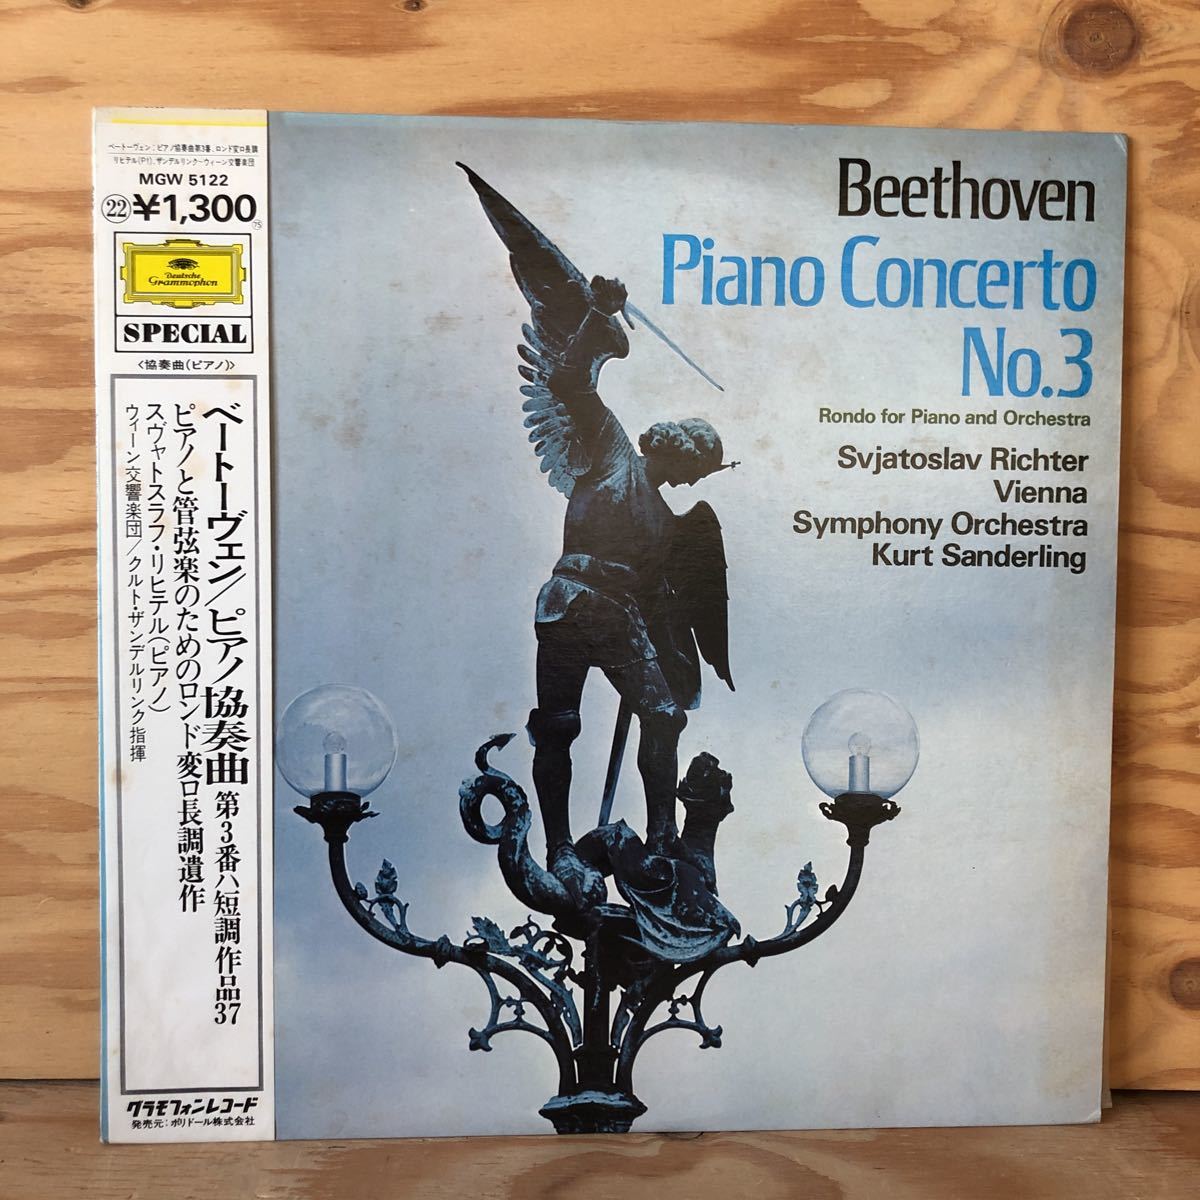 ベートーヴェン：ピアノ協奏曲第3番、ロンド変ロ長調
リヒテル(P1)、ザンデルリンク～ウィーン交響楽団
MGW 5122
㉒ ¥1,300 ㊆
Deutsche
Grammophon
SPECIAL
〈協奏曲(ピアノ)〉
ベートーヴェン／ピアノ協奏曲 第3番ハ短調 作品37
ピアノと管弦楽のためのロンド 変ロ長調 遺作
スヴャトスラフ・リヒテル(ピアノ)
ウィーン交響楽団／クルト・ザンデルリンク指揮
グラモフォンレコード
発売元：ポリドール株式会社
Beethoven
Piano Concerto
No.3
Rondo for Piano and Orchestra
Svjatoslav Richter
Vienna
Symphony Orchestra
Kurt Sanderling